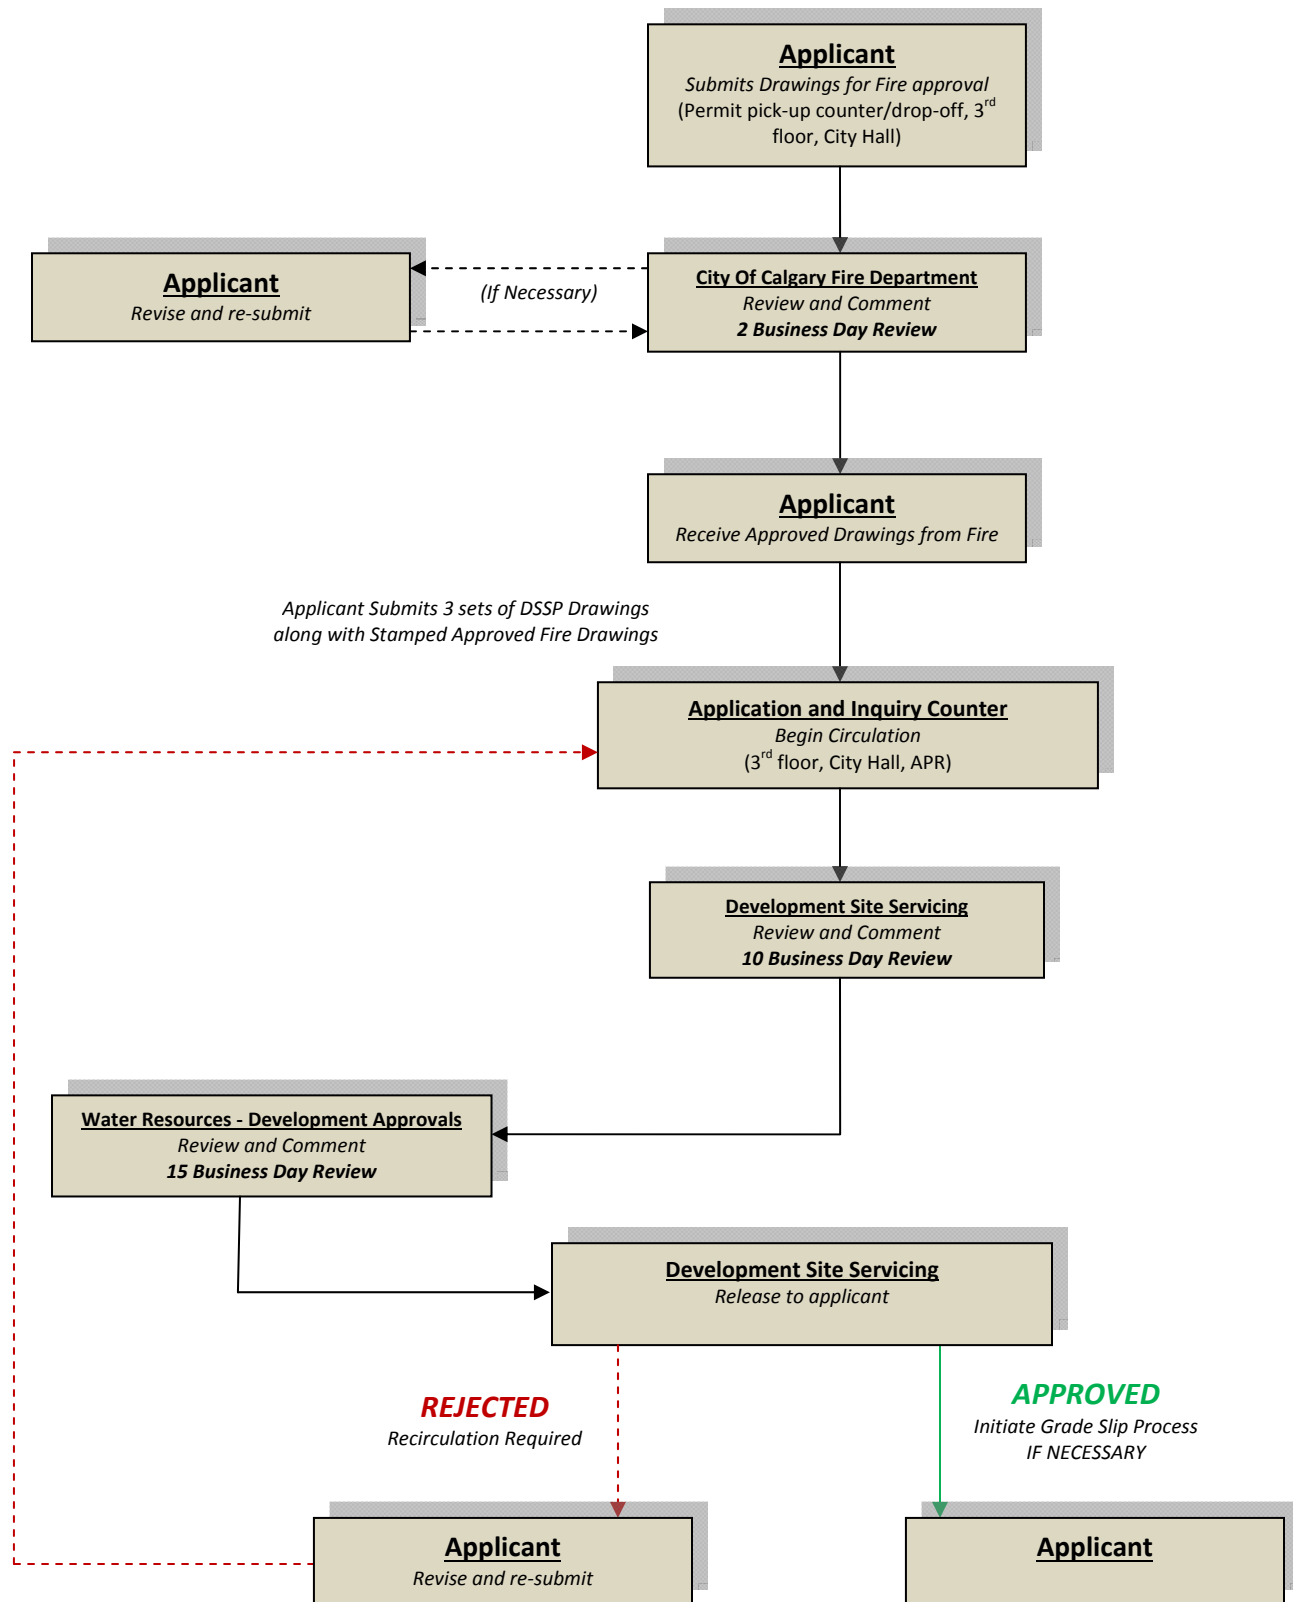 Applicant
Submits Drawings for Fire approval
(Permit pick-up counter/drop-off, 3rd
floor, City Hall)
Applicant
Revise and re-submit
(If Necessary)
City Of Calgary Fire Department
Review and Comment
2 Business Day Review
Applicant
Receive Approved Drawings from Fire
Applicant Submits 3 sets of DSSP Drawings
along with Stamped Approved Fire Drawings
Application and Inquiry Counter
Begin Circulation
(3rd floor, City Hall, APR)
Development Site Servicing
Review and Comment
10 Business Day Review
Water Resources - Development Approvals
Review and Comment
15 Business Day Review
Development Site Servicing
Release to applicant
REJECTED
Recirculation Required
APPROVED
Initiate Grade Slip Process
IF NECESSARY
Applicant
Revise and re-submit
Applicant